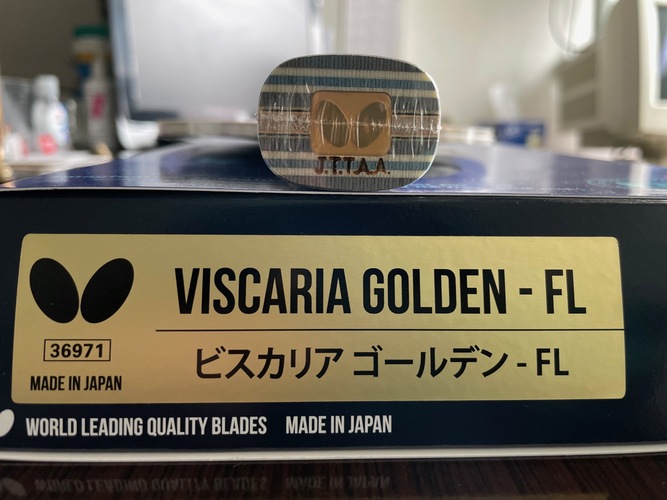 J.T.T.A.A.
VISCARIA GOLDEN - FL
ビスカリア ゴールデン - FL
36971
MADE IN JAPAN
WORLD LEADING QUALITY BLADES MADE IN JAPAN